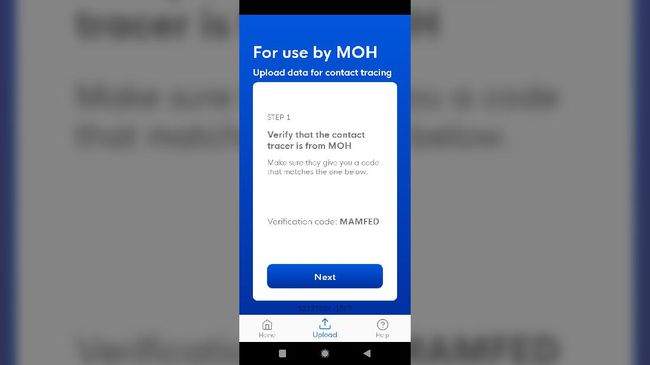 For use by MOH
Upload data for contact tracing
STEP 1
Verify that the contact
tracer is from MOH
Make sure they give you a code
that matches the one below.
Verification code: MAMFED
Next
Home
Upload
Help